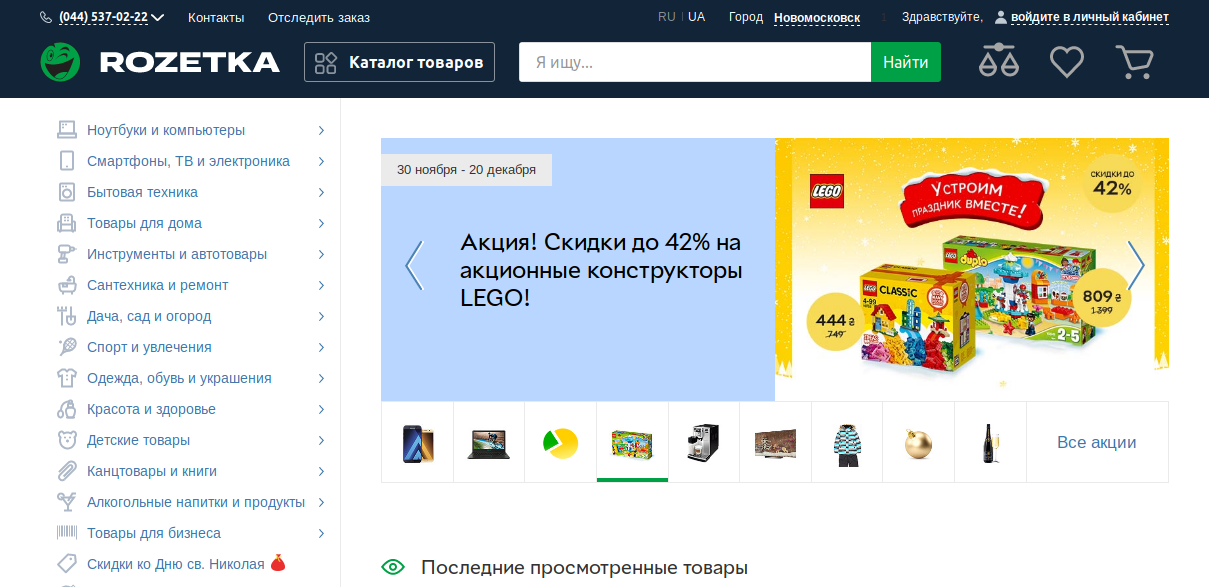 (044) 537-02-22
Контакты
Отследить заказ
RU | UA
Город Новомосковск
Здравствуйте, войдите в личный кабинет
ROZETKA
Каталог товаров
Я ищу...
Найти
Ноутбуки и компьютеры
Смартфоны, ТВ и электроника
Бытовая техника
Товары для дома
Инструменты и автотовары
Сантехника и ремонт
Дача, сад и огород
Спорт и увлечения
Одежда, обувь и украшения
Красота и здоровье
Детские товары
Канцтовары и книги
Алкогольные напитки и продукты
Товары для бизнеса
Скидки ко Дню св. Николая
30 ноября - 20 декабря
Акция! Скидки до 42% на
акционные конструкторы
LEGO!
LEGO
УСТРОИМ
ПРАЗДНИК ВМЕСТЕ!
СКИДКИ ДО
42%
LEGO duplo
LEGO CLASSIC
4-99
2-5
444 ₴
749
809 ₴
1 399
Все акции
Последние просмотренные товары